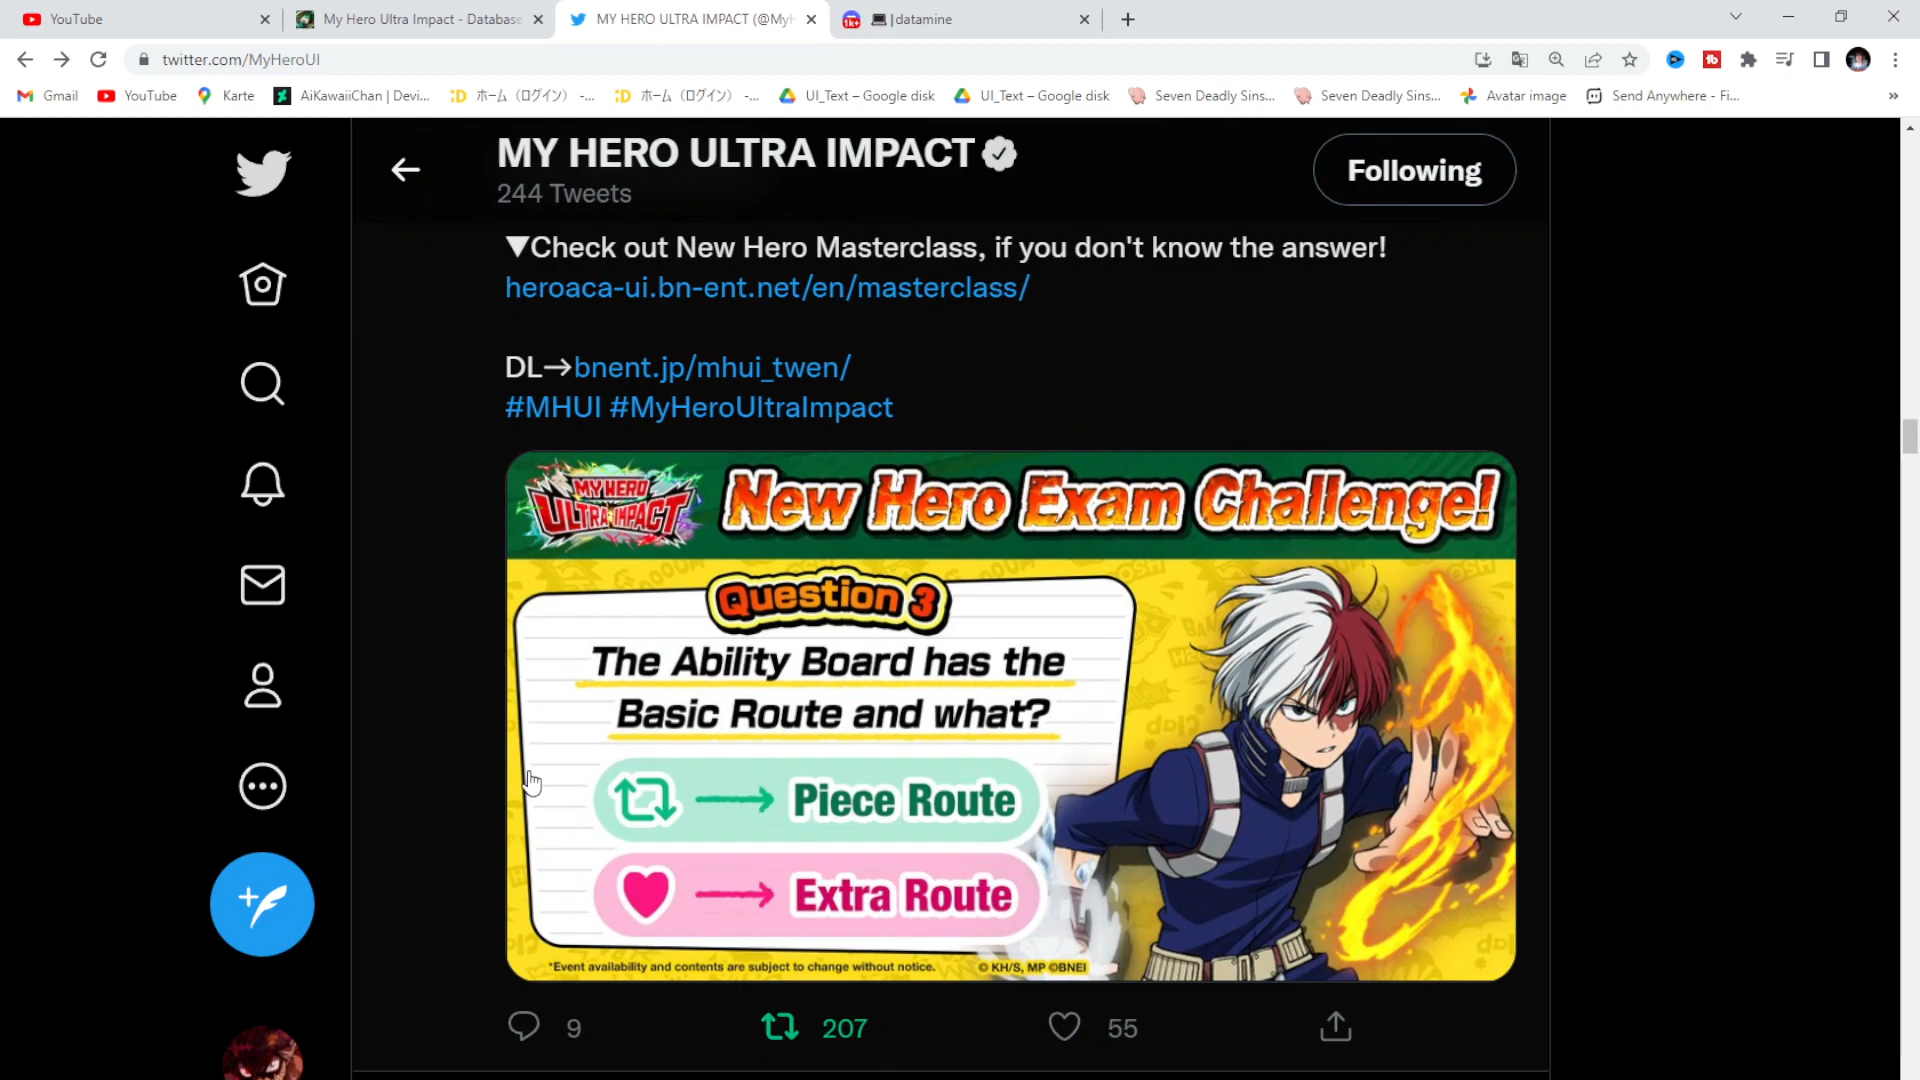 YouTube
My Hero Ultra Impact - Database
MY HERO ULTRA IMPACT (@MyH
1k+
|datamine
twitter.com/MyHeroUI
Gmail
YouTube
Karte
AiKawaiiChan | Devi...
ホーム（ログイン） -...
ホーム（ログイン） -...
UI_Text – Google disk
UI_Text – Google disk
Seven Deadly Sins...
Seven Deadly Sins...
Avatar image
Send Anywhere - Fi...
»
MY HERO ULTRA IMPACT
Following
244 Tweets
▼Check out New Hero Masterclass, if you don't know the answer!
heroaca-ui.bn-ent.net/en/masterclass/
DL→bnent.jp/mhui_twen/
#MHUI #MyHeroUltraImpact
MY HERO
ULTRA IMPACT
New Hero Exam Challenge!
Question 3
The Ability Board has the
Basic Route and what?
Piece Route
Extra Route
*Event availability and contents are subject to change without notice.
© KH/S, MP ©BNEI
9
207
55